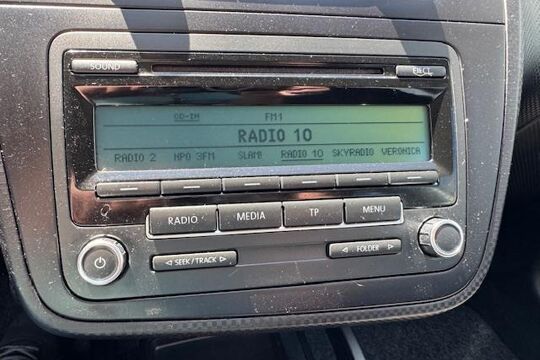 SOUND
EJECT
CD-IN FM1
RADIO 10
RADIO 2 NPO 3FM SLAM! RADIO 10 SKYRADIO VERONICA
RADIO MEDIA TP MENU
SEEK/TRACK FOLDER